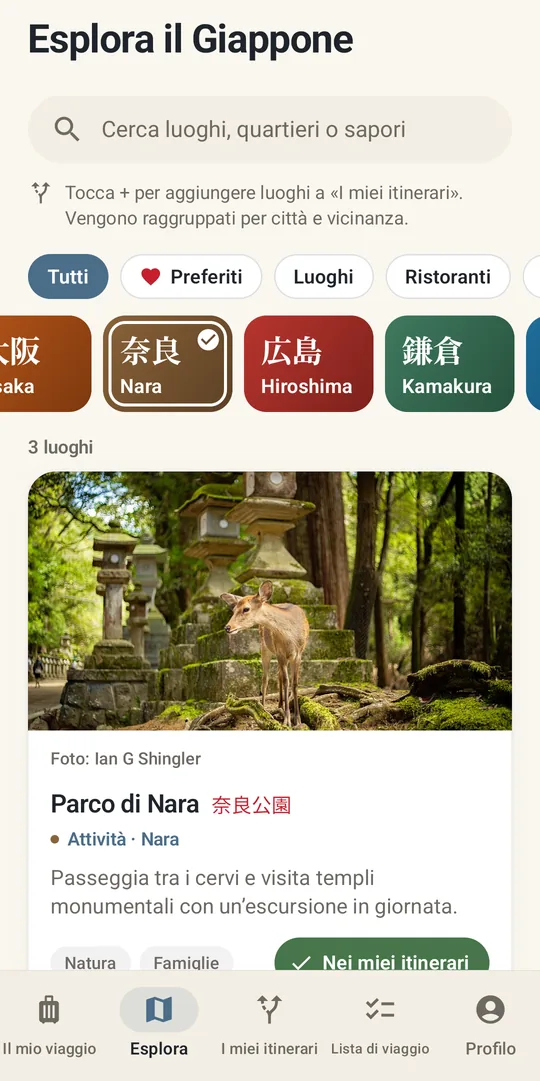 Esplora il Giappone
Cerca luoghi, quartieri o sapori
Tocca + per aggiungere luoghi a «I miei itinerari».
Vengono raggruppati per città e vicinanza.
Tutti
Preferiti
Luoghi
Ristoranti
阪
saka
奈良
Nara
広島
Hiroshima
鎌倉
Kamakura
3 luoghi
Foto: Ian G Shingler
Parco di Nara 奈良公園
Attività · Nara
Passeggia tra i cervi e visita templi
monumentali con un’escursione in giornata.
Natura
Famiglie
Nei miei itinerari
Il mio viaggio
Esplora
I miei itinerari
Lista di viaggio
Profilo